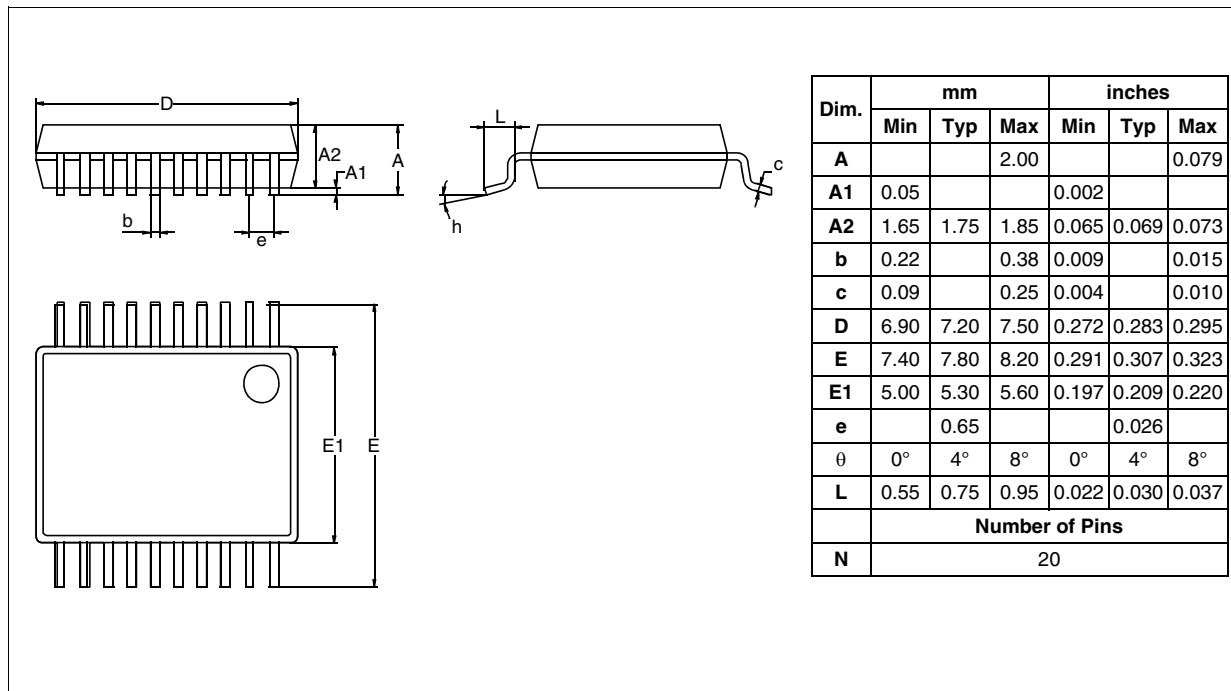 D
A2
A
A1
b
e
L
c
h
E1
E
Dim. mm inches
Min Typ Max Min Typ Max
A 2.00 0.079
A1 0.05 0.002
A2 1.65 1.75 1.85 0.065 0.069 0.073
b 0.22 0.38 0.009 0.015
c 0.09 0.25 0.004 0.010
D 6.90 7.20 7.50 0.272 0.283 0.295
E 7.40 7.80 8.20 0.291 0.307 0.323
E1 5.00 5.30 5.60 0.197 0.209 0.220
e 0.65 0.026
θ 0° 4° 8° 0° 4° 8°
L 0.55 0.75 0.95 0.022 0.030 0.037
Number of Pins
N 20